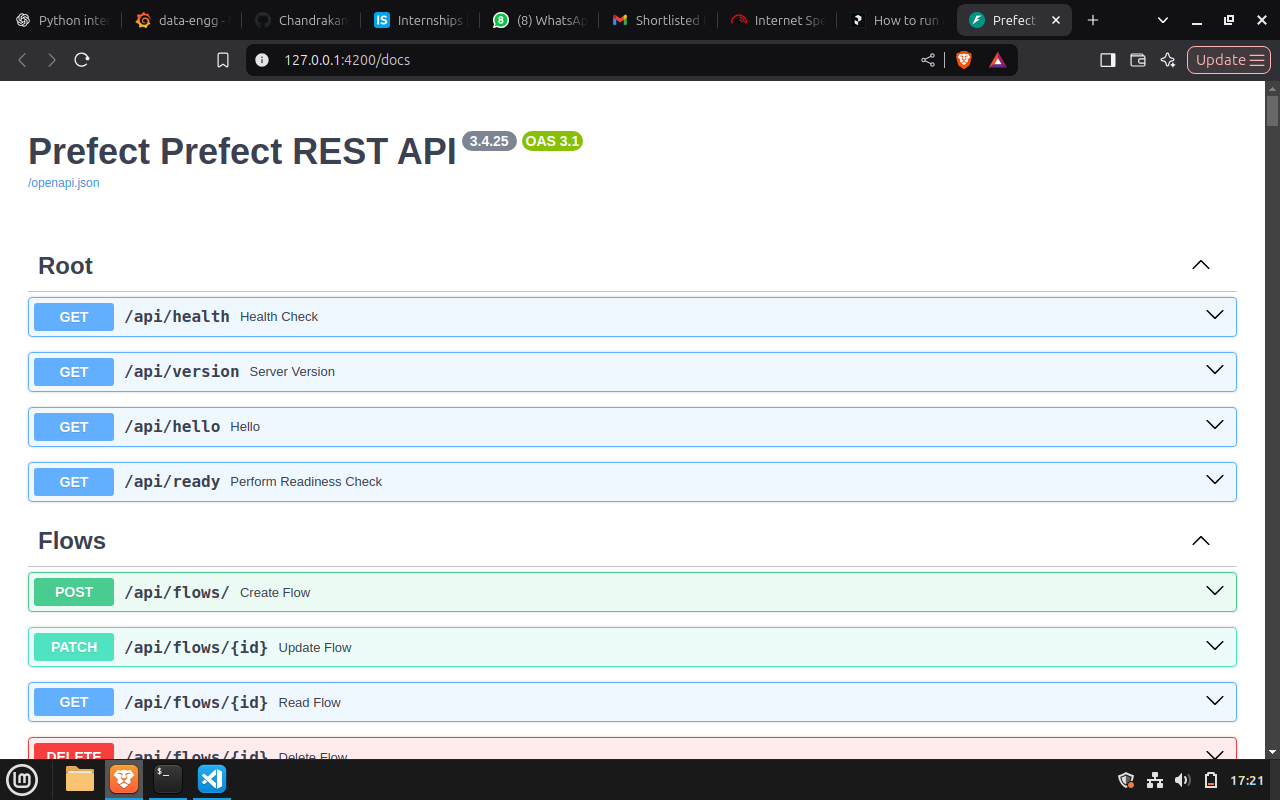 Python inter
data-engg -
Chandrakan
Internships
(8) WhatsAp
Shortlisted
Internet Spe
How to run
Prefect
127.0.0.1:4200/docs
Update
Prefect Prefect REST API 3.4.25 OAS 3.1
/openapi.json
Root
GET /api/health Health Check
GET /api/version Server Version
GET /api/hello Hello
GET /api/ready Perform Readiness Check
Flows
POST /api/flows/ Create Flow
PATCH /api/flows/{id} Update Flow
GET /api/flows/{id} Read Flow
DELETE /api/flows/{id} Delete Flow
17:21